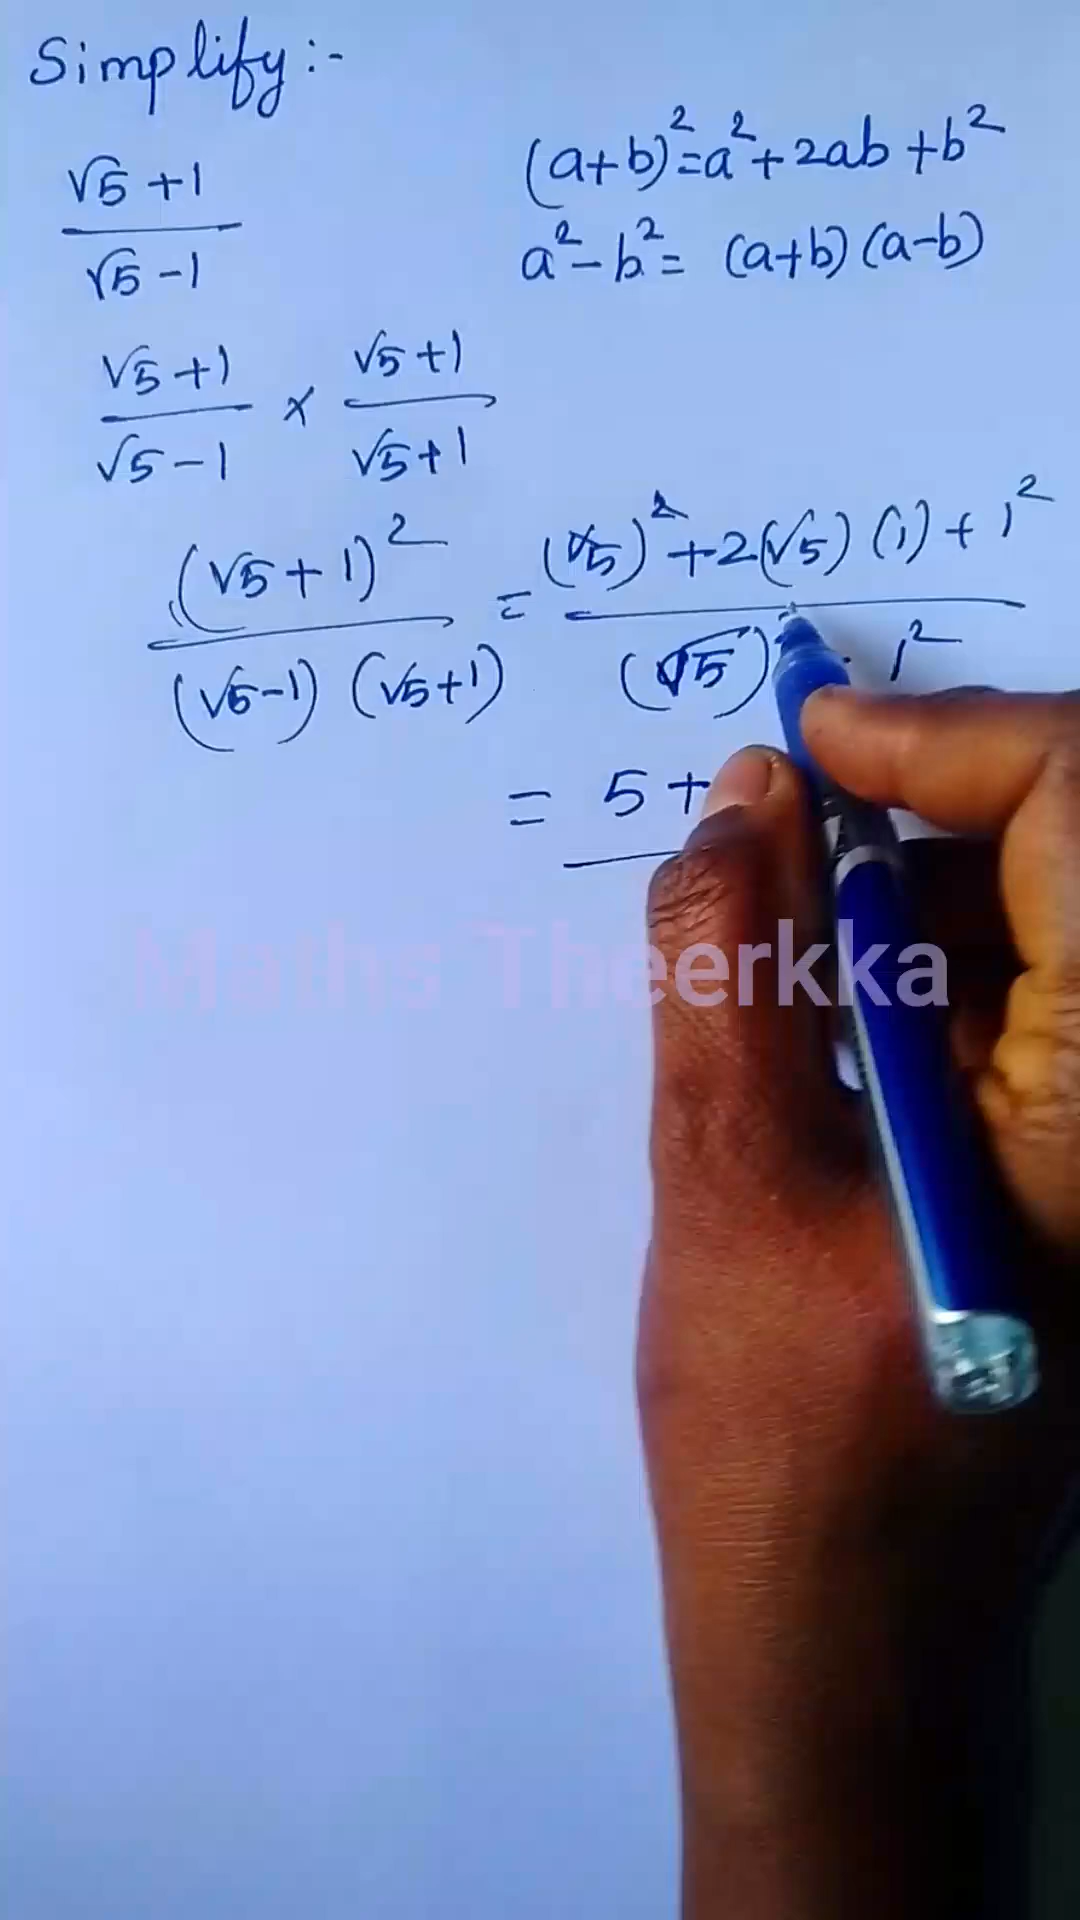 Simplify:-
√5 +1
√5 -1
(a+b)²=a²+2ab+b²
a²-b²= (a+b)(a-b)
√5+1 × √5+1
√5-1 √5+1
(√5+1)² = (√5)²+2(√5)(1)+1²
(√5-1)(√5+1) (√5) 1²
= 5+
Maths Theerkka